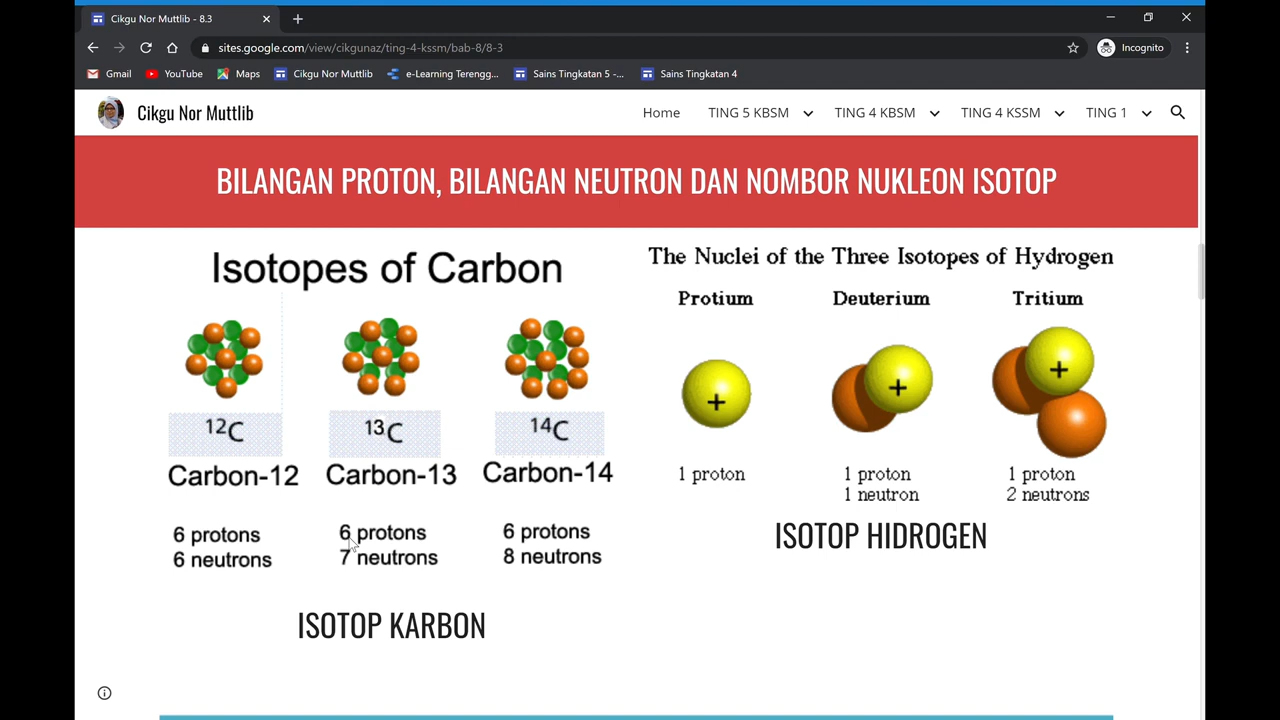 Cikgu Nor Muttlib - 8.3
sites.google.com/view/cikgunaz/ting-4-kssm/bab-8/8-3
Incognito
Gmail YouTube Maps Cikgu Nor Muttlib e-Learning Terengg... Sains Tingkatan 5 -... Sains Tingkatan 4
Cikgu Nor Muttlib
Home TING 5 KBSM TING 4 KBSM TING 4 KSSM TING 1
BILANGAN PROTON, BILANGAN NEUTRON DAN NOMBOR NUKLEON ISOTOP
Isotopes of Carbon
12C 13C 14C
Carbon-12 Carbon-13 Carbon-14
6 protons 6 protons 6 protons
6 neutrons 7 neutrons 8 neutrons
ISOTOP KARBON
The Nuclei of the Three Isotopes of Hydrogen
Protium Deuterium Tritium
+ + +
1 proton 1 proton 1 proton
1 neutron 2 neutrons
ISOTOP HIDROGEN